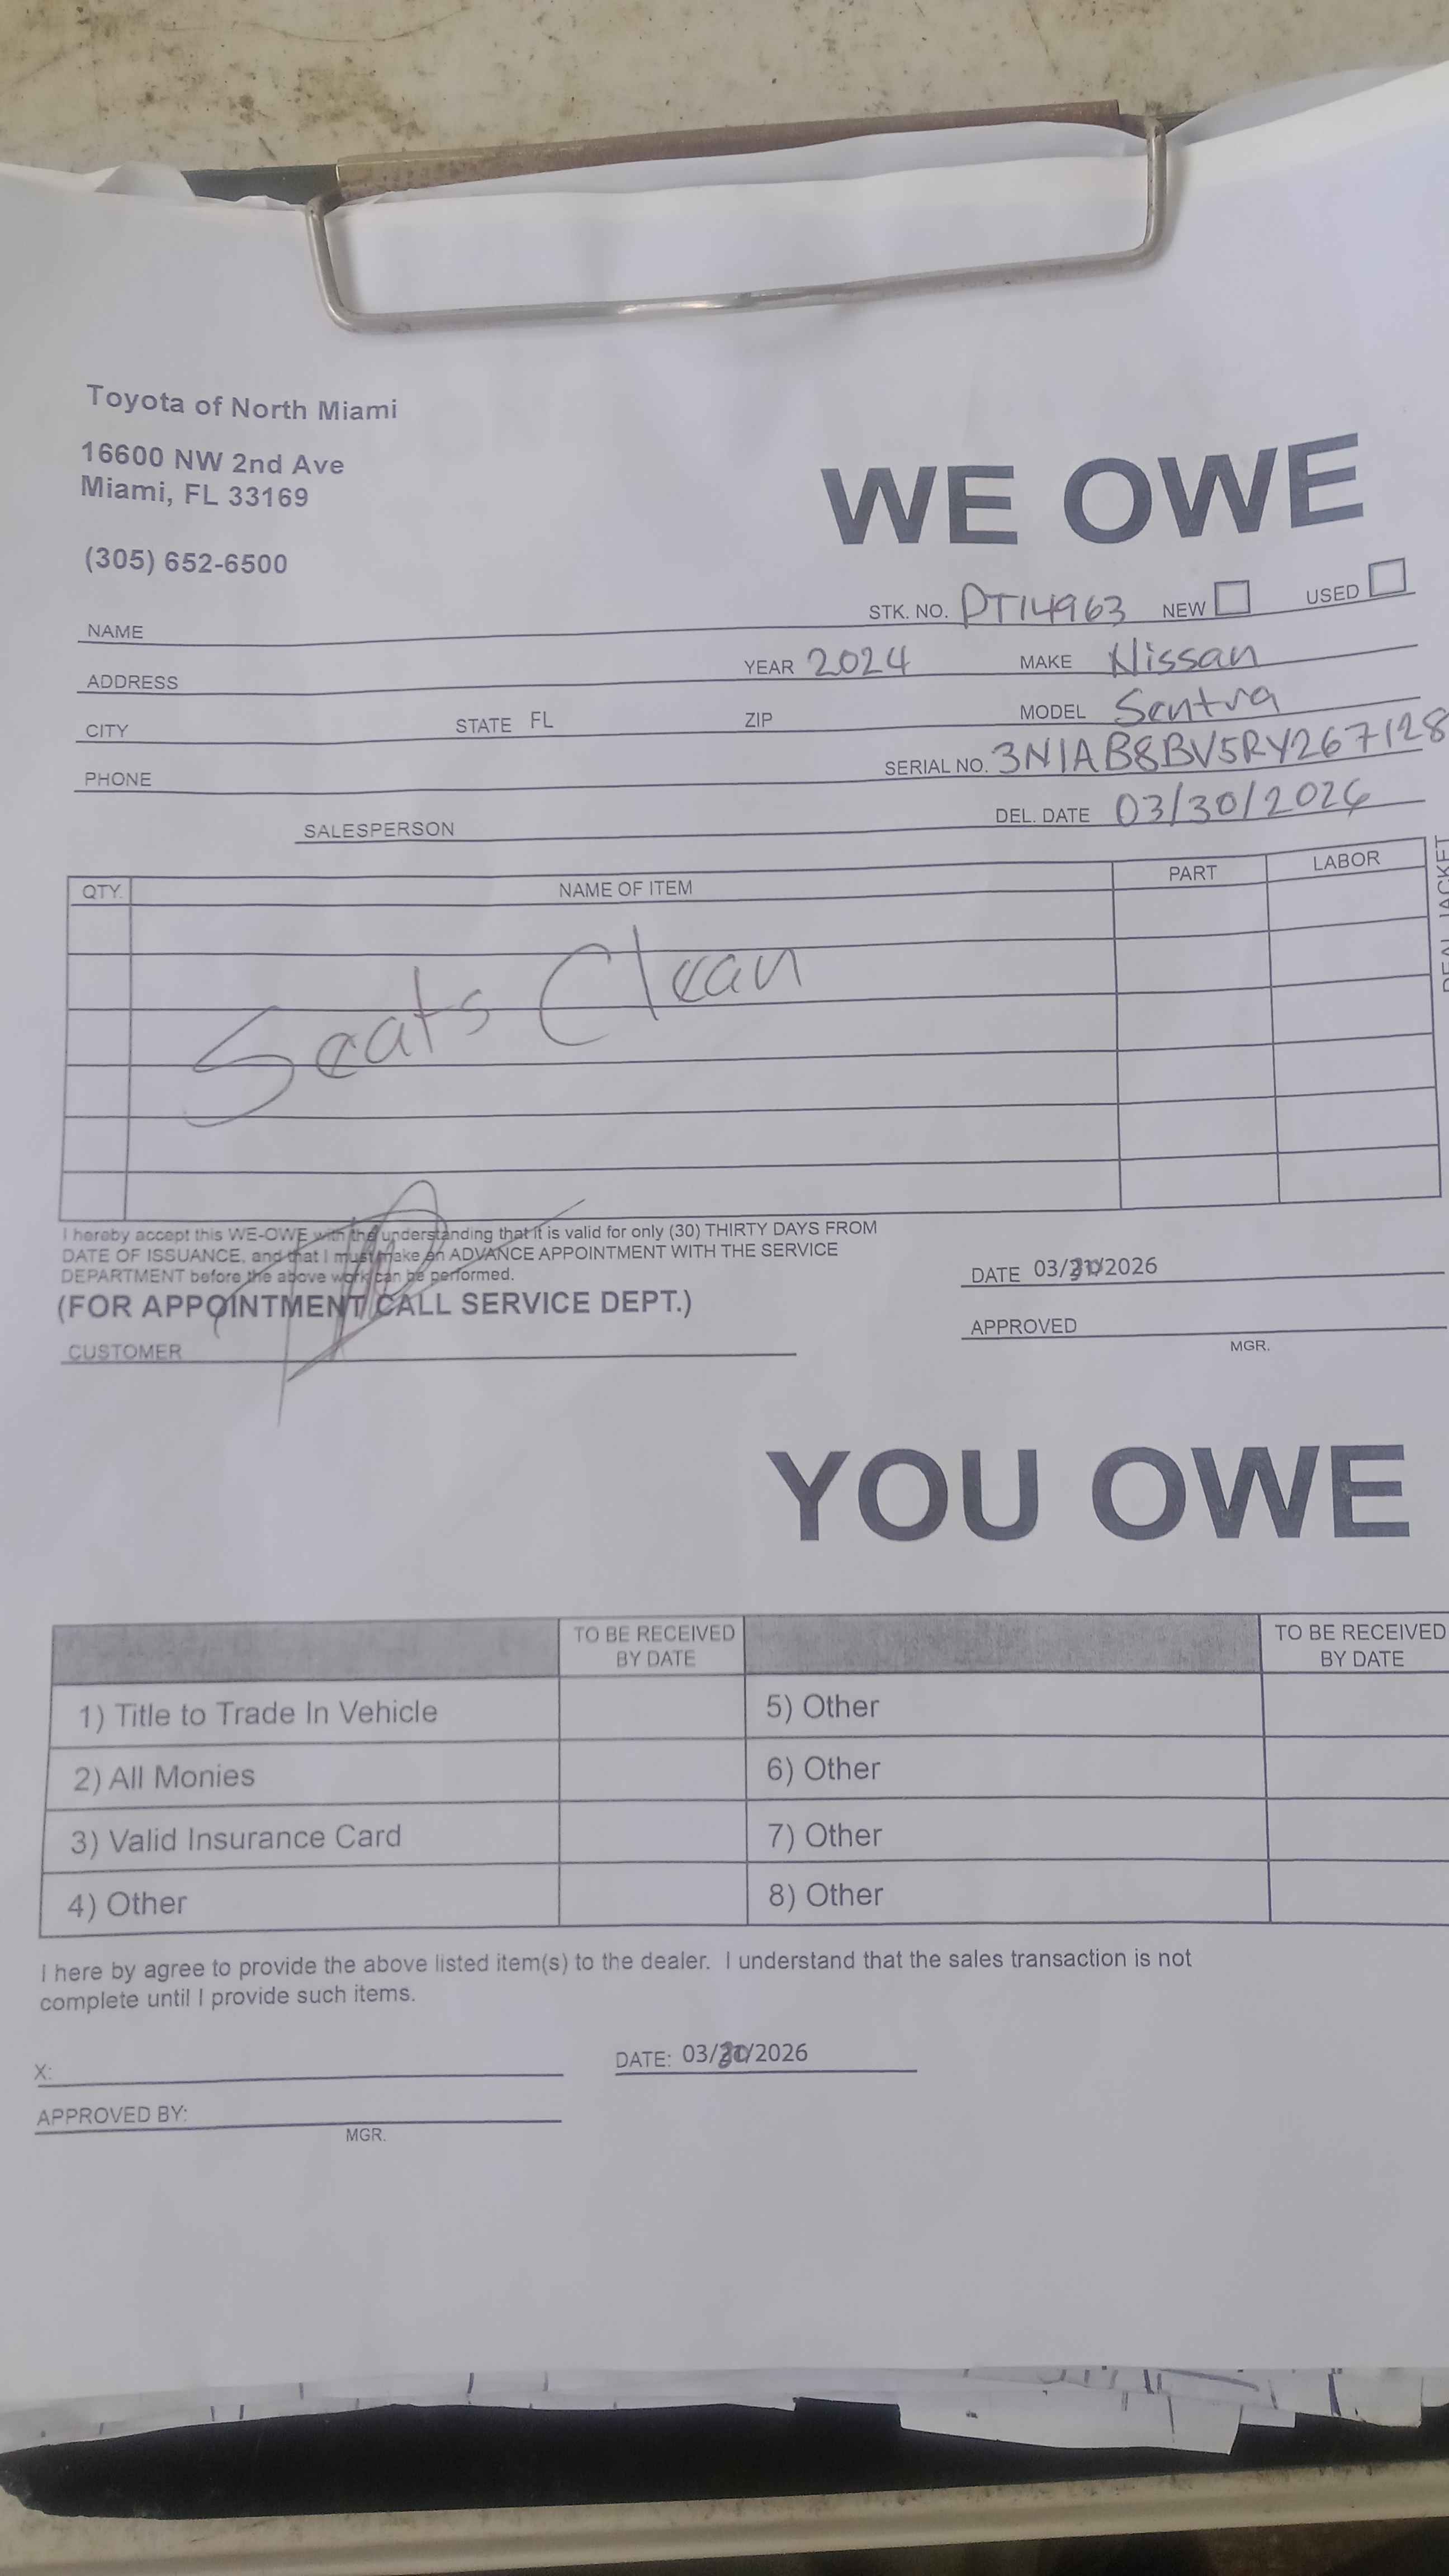 Toyota of North Miami
16600 NW 2nd Ave
Miami, FL 33169
(305) 652-6500
WE OWE
STK. NO. PT14963 NEW USED
NAME
YEAR 2024 MAKE Nissan
ADDRESS
MODEL Sentra
CITY STATE FL ZIP
SERIAL NO. 3N1AB8BV5RY267128
PHONE
DEL. DATE 03/30/2026
SALESPERSON
QTY. NAME OF ITEM PART LABOR
DEAL JACKET
Seats Clean
I hereby accept this WE-OWE with the understanding that it is valid for only (30) THIRTY DAYS FROM
DATE OF ISSUANCE, and that I must make an ADVANCE APPOINTMENT WITH THE SERVICE
DEPARTMENT before the above work can be performed.
(FOR APPOINTMENT CALL SERVICE DEPT.)
DATE 03/ /2026
CUSTOMER
APPROVED
MGR.
YOU OWE
TO BE RECEIVED BY DATE
TO BE RECEIVED BY DATE
1) Title to Trade In Vehicle 5) Other
2) All Monies 6) Other
3) Valid Insurance Card 7) Other
4) Other 8) Other
I here by agree to provide the above listed item(s) to the dealer. I understand that the sales transaction is not
complete until I provide such items.
X: DATE: 03/ /2026
APPROVED BY:
MGR.